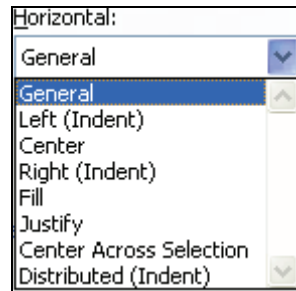 Horizontal:
General
General
Left (Indent)
Center
Right (Indent)
Fill
Justify
Center Across Selection
Distributed (Indent)